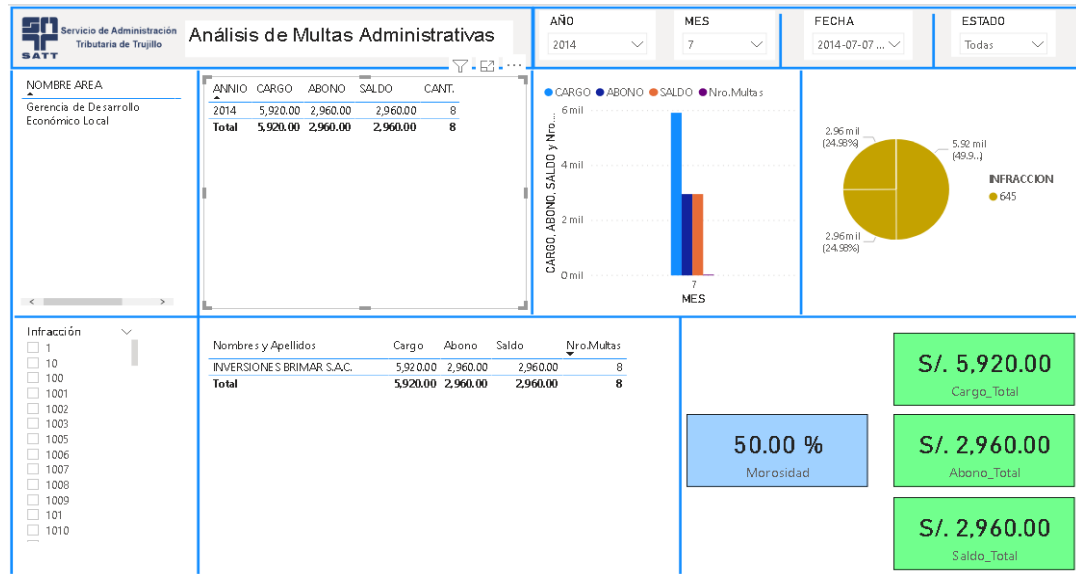 SATT
Servicio de Administración
Tributaria de Trujillo
Análisis de Multas Administrativas
AÑO
2014
MES
7
FECHA
2014-07-07 ...
ESTADO
Todas
NOMBRE AREA
Gerencia de Desarrollo
Económico Local
ANNIO CARGO ABONO SALDO CANT.
2014 5,920.00 2,960.00 2,960.00 8
Total 5,920.00 2,960.00 2,960.00 8
CARGO ABONO SALDO Nro.Multas
CARGO, ABONO, SALDO y Nro....
6 mil
4 mil
2 mil
0 mil
7
MES
2.96 mil
(24.98%)
5.92 mil
(49.9...)
2.96 mil
(24.98%)
INFRACCION
645
Infracción
1
10
100
1001
1002
1003
1005
1006
1007
1008
1009
101
1010
Nombres y Apellidos Cargo Abono Saldo Nro.Multas
INVERSIONES BRIMAR S.A.C. 5,920.00 2,960.00 2,960.00 8
Total 5,920.00 2,960.00 2,960.00 8
50.00 %
Morosidad
S/. 5,920.00
Cargo_Total
S/. 2,960.00
Abono_Total
S/. 2,960.00
Saldo_Total